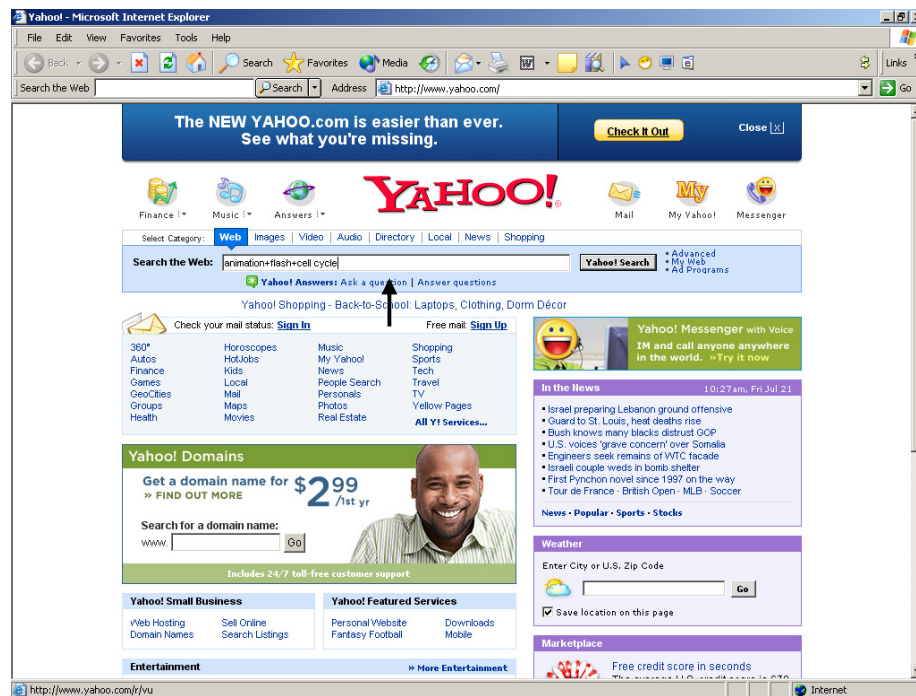 Yahoo! - Microsoft Internet Explorer
File Edit View Favorites Tools Help
Back Search Favorites Media Links
Search the Web Search Address http://www.yahoo.com/ Go
The NEW YAHOO.com is easier than ever.
See what you're missing.
Check It Out
Close [x]
YAHOO!
Finance Music Answers Mail My Yahoo! Messenger
Select Category: Web Images | Video | Audio | Directory | Local | News | Shopping
Search the Web: animation+flash+cell cycle Yahoo! Search
Advanced
My Web
Ad Programs
Yahoo! Answers: Ask a question | Answer questions
Yahoo! Shopping - Back-to-School: Laptops, Clothing, Dorm Décor
Check your mail status: Sign In Free mail: Sign Up
360° Horoscopes Music Shopping
Autos HotJobs My Yahoo! Sports
Finance Kids News Tech
Games Local People Search Travel
GeoCities Mail Personals TV
Groups Maps Photos Yellow Pages
Health Movies Real Estate All Y! Services...
Yahoo! Messenger with Voice
IM and call anyone anywhere
in the world. »Try it now
In the News 10:27am, Fri Jul 21
Israel preparing Lebanon ground offensive
Guard to St. Louis, heat deaths rise
Bush knows many blacks distrust GOP
U.S. voices 'grave concern' over Somalia
Engineers seek remains of WTC facade
Israeli couple weds in bomb shelter
First Pynchon novel since 1997 on the way
Tour de France · British Open · MLB · Soccer
News · Popular · Sports · Stocks
Yahoo! Domains
Get a domain name for $2.99 /1st yr
» FIND OUT MORE
Search for a domain name:
www. Go
Includes 24/7 toll-free customer support
Weather
Enter City or U.S. Zip Code
Go
Save location on this page
Yahoo! Small Business
Web Hosting Sell Online
Domain Names Search Listings
Yahoo! Featured Services
Personal Website Downloads
Fantasy Football Mobile
Marketplace
Free credit score in seconds
Entertainment » More Entertainment
http://www.yahoo.com/r/vu Internet